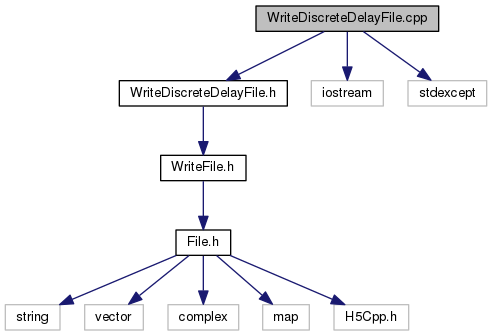 WriteDiscreteDelayFile.cpp
WriteDiscreteDelayFile.h
iostream
stdexcept
WriteFile.h
File.h
string
vector
complex
map
H5Cpp.h